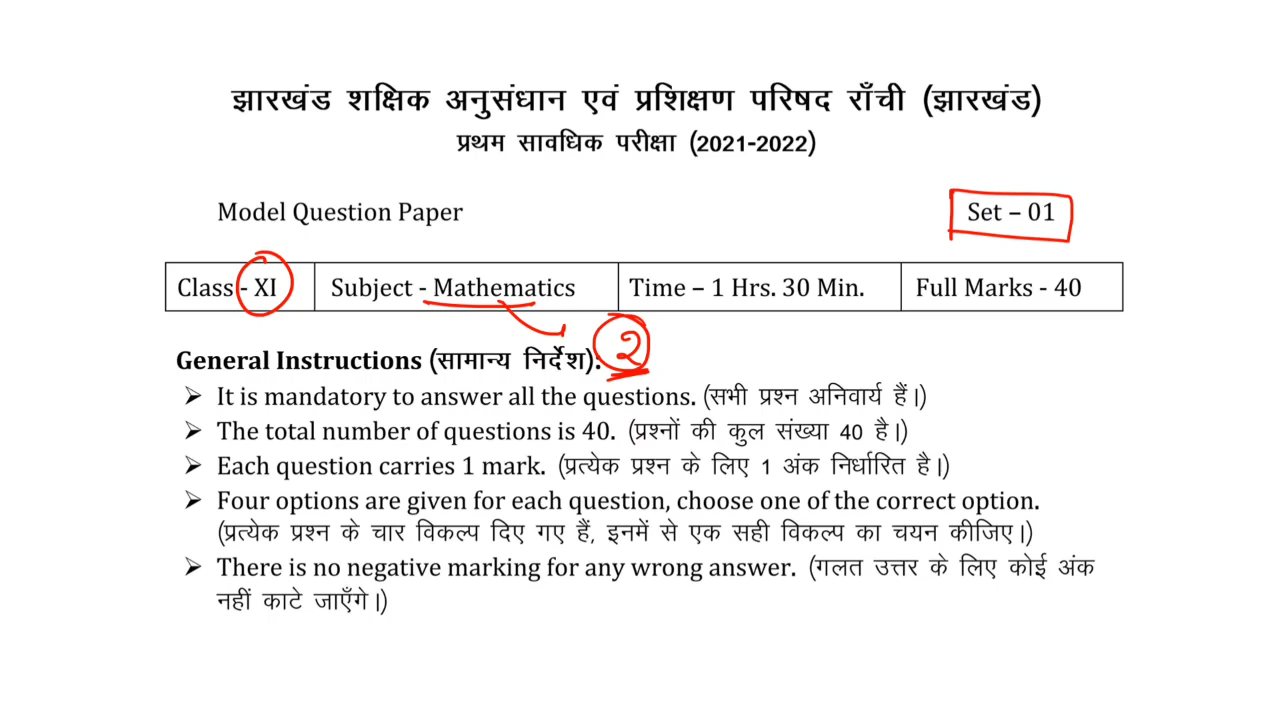 झारखंड शक्षिक अनुसंधान एवं प्रशिक्षण परिषद राँची (झारखंड)
प्रथम सावधिक परीक्षा (2021-2022)
Model Question Paper
Set – 01
Class - XI Subject - Mathematics Time – 1 Hrs. 30 Min. Full Marks - 40
२
General Instructions (सामान्य निर्देश):
➢ It is mandatory to answer all the questions. (सभी प्रश्न अनिवार्य हैं।)
➢ The total number of questions is 40. (प्रश्नों की कुल संख्या 40 है।)
➢ Each question carries 1 mark. (प्रत्येक प्रश्न के लिए 1 अंक निर्धारित है।)
➢ Four options are given for each question, choose one of the correct option.
(प्रत्येक प्रश्न के चार विकल्प दिए गए हैं, इनमें से एक सही विकल्प का चयन कीजिए।)
➢ There is no negative marking for any wrong answer. (गलत उत्तर के लिए कोई अंक
नहीं काटे जाएँगे।)